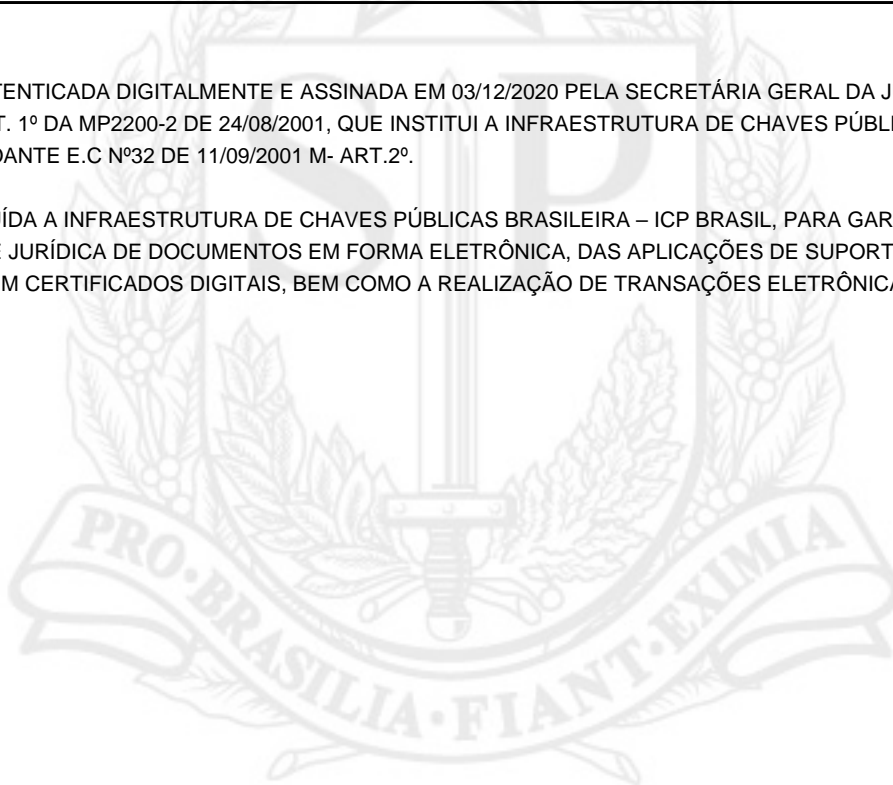 TENTICADA DIGITALMENTE E ASSINADA EM 03/12/2020 PELA SECRETÁRIA GERAL DA J
T. 1º DA MP2200-2 DE 24/08/2001, QUE INSTITUI A INFRAESTRUTURA DE CHAVES PÚBL
DANTE E.C Nº32 DE 11/09/2001 M- ART.2º.
UÍDA A INFRAESTRUTURA DE CHAVES PÚBLICAS BRASILEIRA – ICP BRASIL, PARA GAR
E JURÍDICA DE DOCUMENTOS EM FORMA ELETRÔNICA, DAS APLICAÇÕES DE SUPORT
M CERTIFICADOS DIGITAIS, BEM COMO A REALIZAÇÃO DE TRANSAÇÕES ELETRÔNICA
SP
PRO·BRASILIA·FIANT·EXIMIA